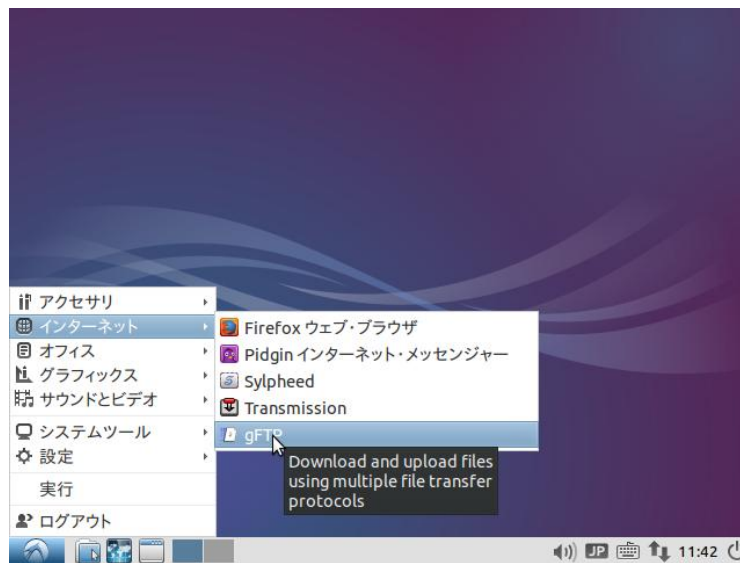 アクセサリ
インターネット
オフィス
グラフィックス
サウンドとビデオ
システムツール
設定
実行
ログアウト
Firefox ウェブ・ブラウザ
Pidgin インターネット・メッセンジャー
Sylpheed
Transmission
gFTP
Download and upload files
using multiple file transfer
protocols
JP
11:42